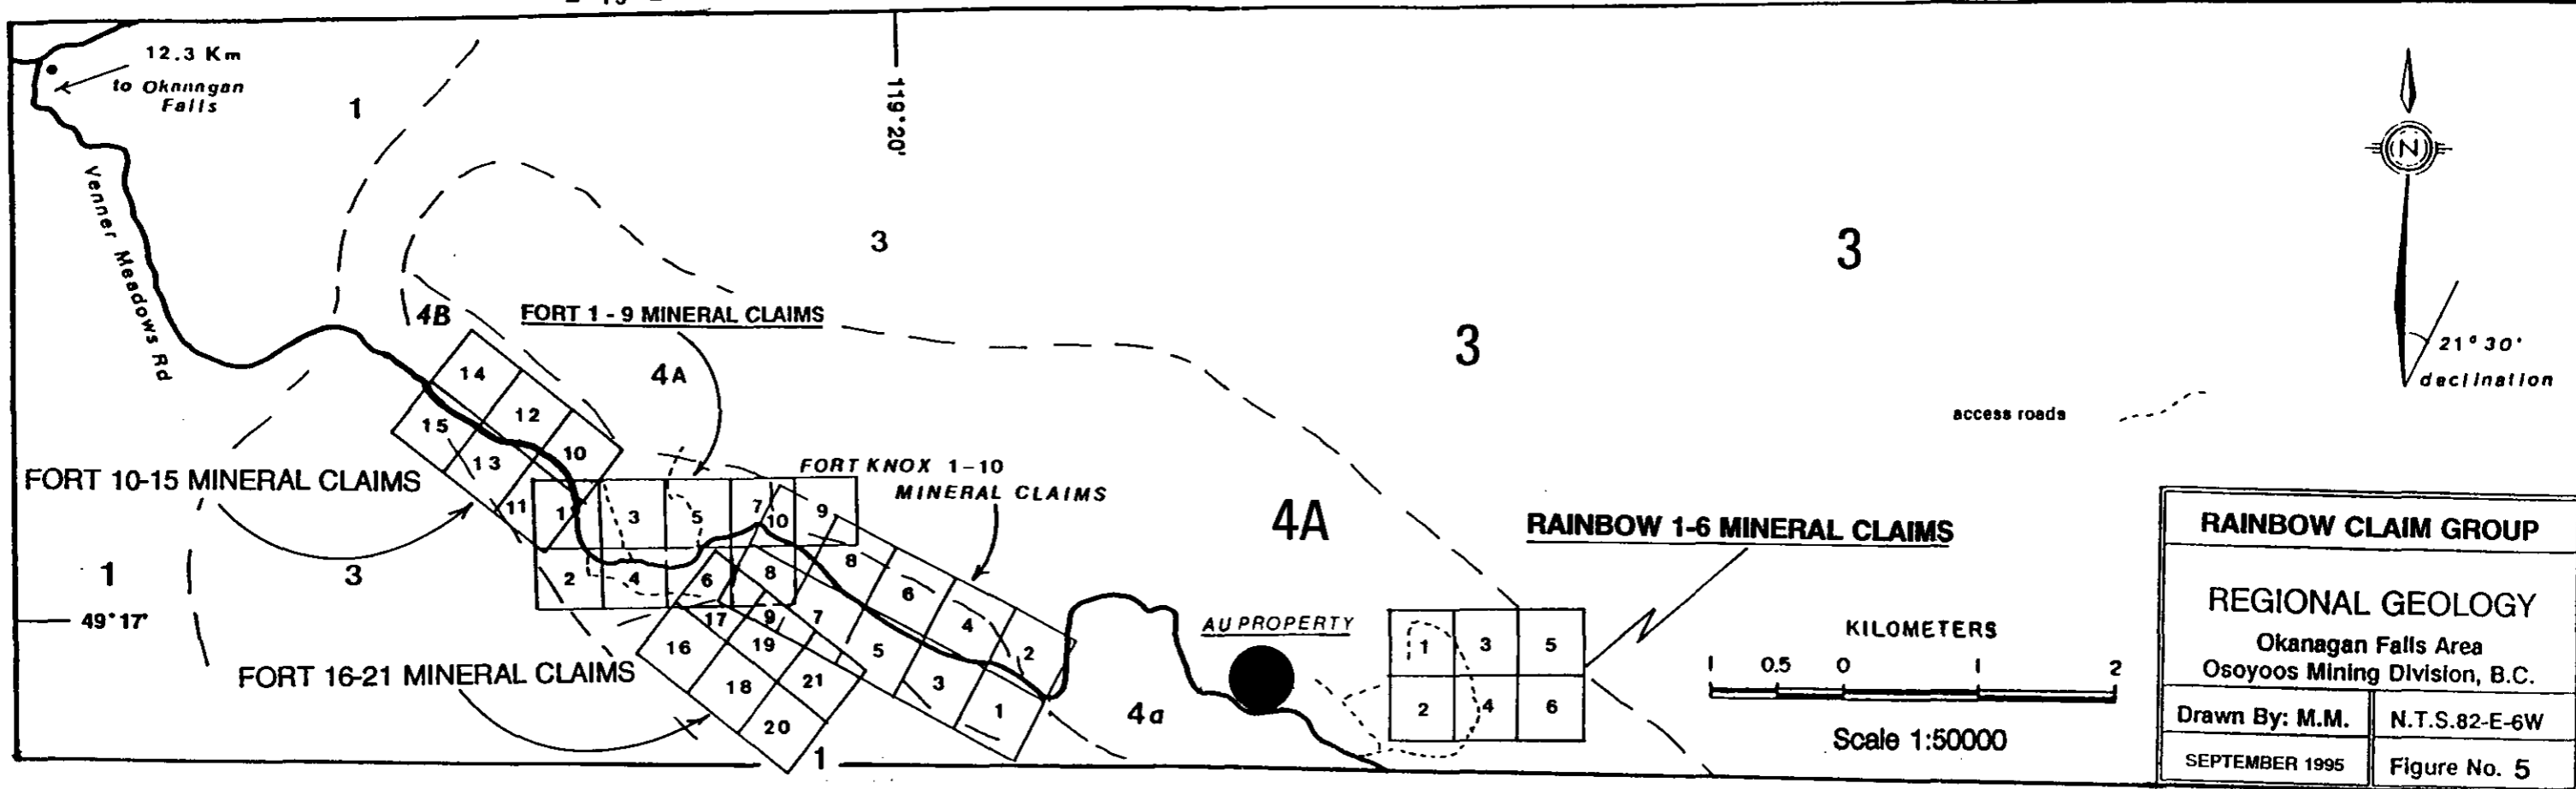 12.3 Km
to Oknnngan
Falls
1
119°20'
3
3
3
N
21°30'
declination
Venner Meadows Rd
4B
FORT 1 - 9 MINERAL CLAIMS
4A
14
12
10
15
13
11
access roads
FORT 10-15 MINERAL CLAIMS
FORT KNOX 1-10
MINERAL CLAIMS
1
3
5
7
9
2
4
6
8
10
8
6
4
2
9
7
5
3
1
4A
RAINBOW 1-6 MINERAL CLAIMS
1
3
49°17'
17
16
19
18
21
20
FORT 16-21 MINERAL CLAIMS
1
4a
AU PROPERTY
1
3
5
2
4
6
KILOMETERS
1 0.5 0 1 2
Scale 1:50000
RAINBOW CLAIM GROUP
REGIONAL GEOLOGY
Okanagan Falls Area
Osoyoos Mining Division, B.C.
Drawn By: M.M.
N.T.S.82-E-6W
SEPTEMBER 1995
Figure No. 5